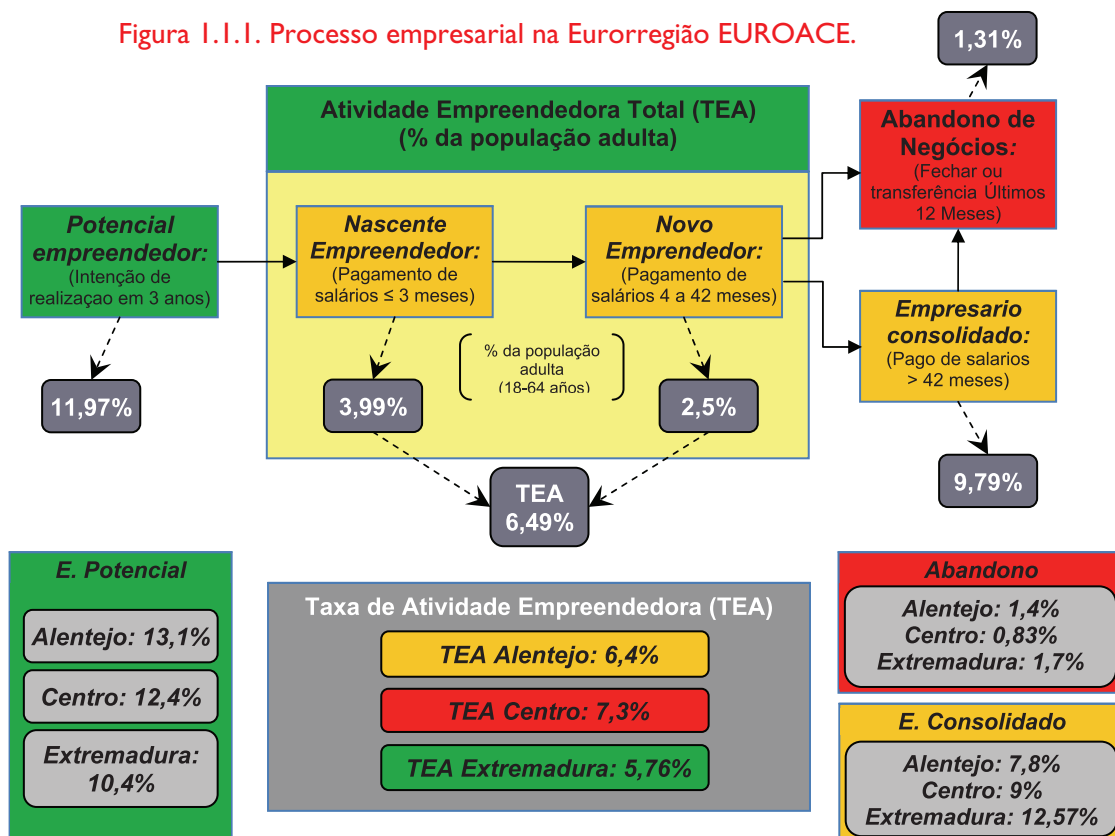 Figura 1.1.1. Processo empresarial na Eurorregião EUROACE.
1,31%
Atividade Empreendedora Total (TEA)
(% da população adulta)
Abandono de
Negócios:
(Fechar ou
transferência Últimos
12 Meses)
Potencial
empreendedor:
(Intenção de
realizaçao em 3 anos)
Nascente
Empreendedor:
(Pagamento de
salários ≤ 3 meses)
Novo
Emprendedor:
(Pagamento de
salários 4 a 42 meses)
Empresario
consolidado:
(Pago de salarios
> 42 meses)
% da população
adulta
(18-64 años)
11,97%
3,99%
2,5%
9,79%
TEA
6,49%
E. Potencial
Alentejo: 13,1%
Centro: 12,4%
Extremadura:
10,4%
Taxa de Atividade Empreendedora (TEA)
TEA Alentejo: 6,4%
TEA Centro: 7,3%
TEA Extremadura: 5,76%
Abandono
Alentejo: 1,4%
Centro: 0,83%
Extremadura: 1,7%
E. Consolidado
Alentejo: 7,8%
Centro: 9%
Extremadura: 12,57%